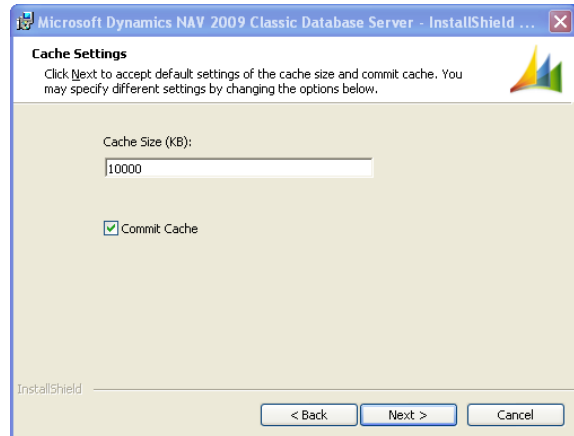 Microsoft Dynamics NAV 2009 Classic Database Server - InstallShield ...
Cache Settings
Click Next to accept default settings of the cache size and commit cache. You
may specify different settings by changing the options below.
Cache Size (KB):
10000
Commit Cache
InstallShield
< Back Next > Cancel